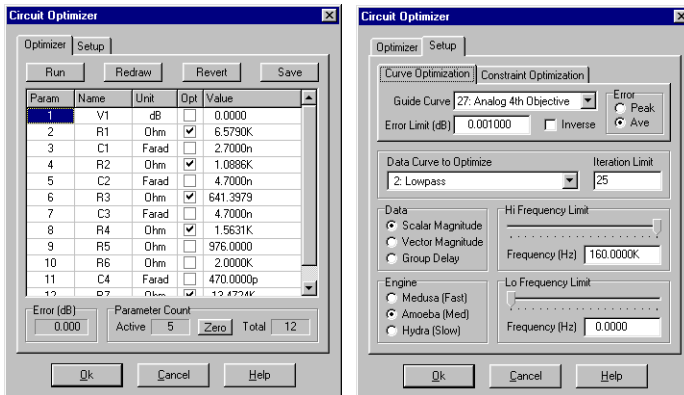 Circuit Optimizer
Optimizer Setup
Run Redraw Revert Save
Param Name Unit Opt Value
1 V1 dB 0.0000
2 R1 Ohm 6.5790K
3 C1 Farad 2.7000n
4 R2 Ohm 1.0886K
5 C2 Farad 4.7000n
6 R3 Ohm 641.3979
7 C3 Farad 4.7000n
8 R4 Ohm 1.5631K
9 R5 Ohm 976.0000
10 R6 Ohm 2.0000K
11 C4 Farad 470.0000p
12 R7 Ohm 13.4724K
Error (dB)
0.000
Parameter Count
Active 5 Zero Total 12
Ok Cancel Help
Circuit Optimizer
Optimizer Setup
Curve Optimization Constraint Optimization
Guide Curve 27: Analog 4th Objective
Error Limit (dB) 0.001000 Inverse
Error
Peak
Ave
Data Curve to Optimize
2: Lowpass
Iteration Limit
25
Data
Scalar Magnitude
Vector Magnitude
Group Delay
Hi Frequency Limit
Frequency (Hz) 160.0000K
Engine
Medusa (Fast)
Amoeba (Med)
Hydra (Slow)
Lo Frequency Limit
Frequency (Hz) 0.0000
Ok Cancel Help